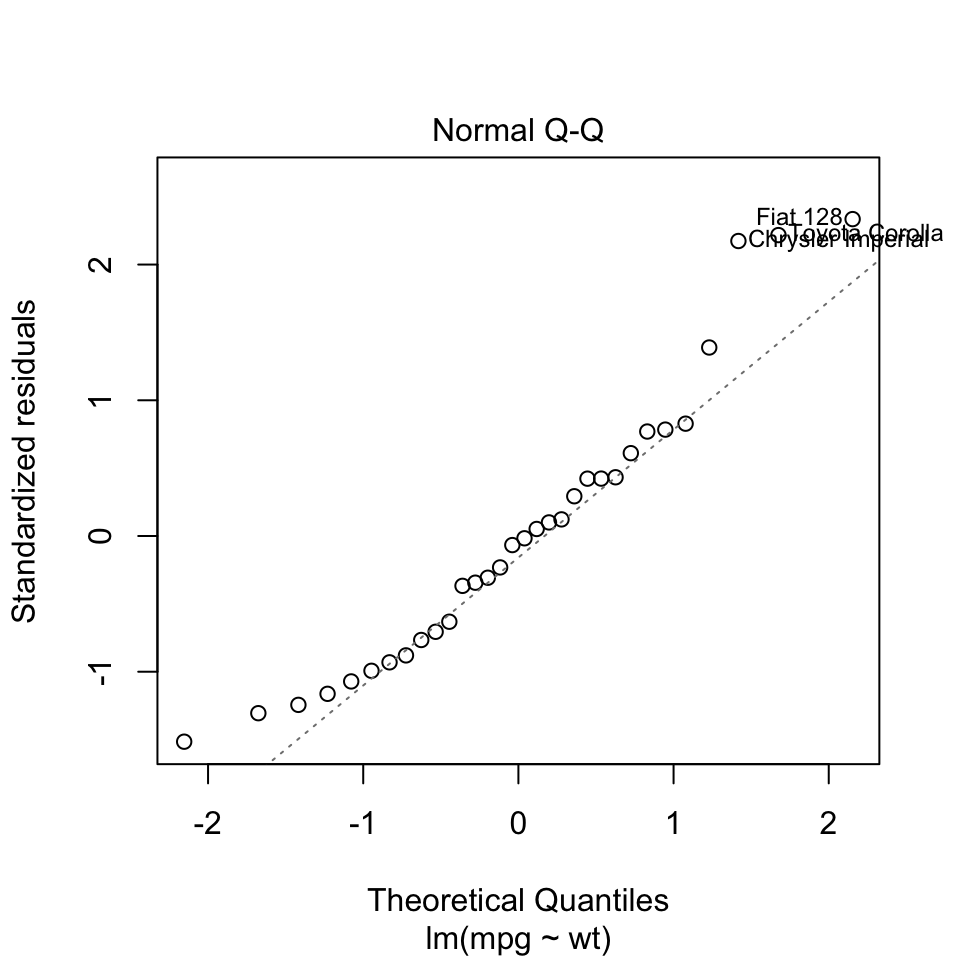 Normal Q-Q
Fiat 128
Toyota Corolla
Chrysler Imperial
Standardized residuals
2
1
0
-1
-2
-1
0
1
2
Theoretical Quantiles
lm(mpg ~ wt)